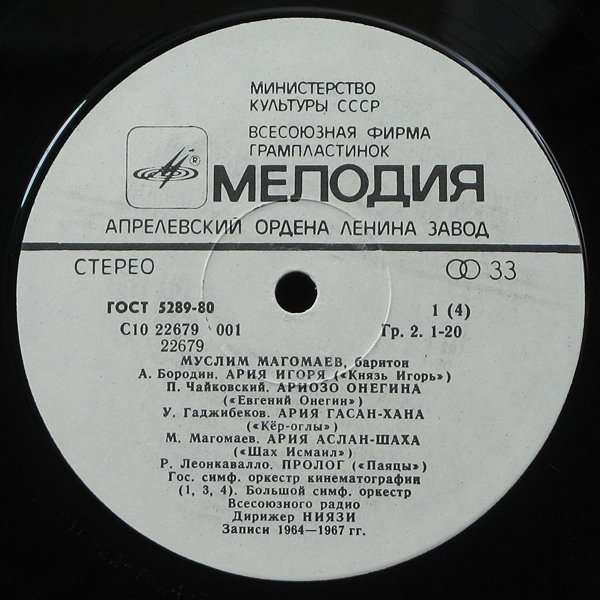 МИНИСТЕРСТВО
КУЛЬТУРЫ СССР
ВСЕСОЮЗНАЯ ФИРМА
ГРАМПЛАСТИНОК
®
МЕЛОДИЯ
АПРЕЛЕВСКИЙ ОРДЕНА ЛЕНИНА ЗАВОД
СТЕРЕО
33
ГОСТ 5289-80
1 (4)
С10 22679 001
Гр. 2. 1-20
22679
МУСЛИМ МАГОМАЕВ, баритон
А. Бородин. АРИЯ ИГОРЯ («Князь Игорь»)
П. Чайковский. АРИОЗО ОНЕГИНА
(«Евгений Онегин»)
У. Гаджибеков. АРИЯ ГАСАН-ХАНА
(«Кёр-оглы»)
М. Магомаев. АРИЯ АСЛАН-ШАХА
(«Шах Исмаил»)
Р. Леонкавалло. ПРОЛОГ («Паяцы»)
Гос. симф. оркестр кинематографии
(1, 3, 4). Большой симф. оркестр
Всесоюзного радио
Дирижер НИЯЗИ
Записи 1964—1967 гг.